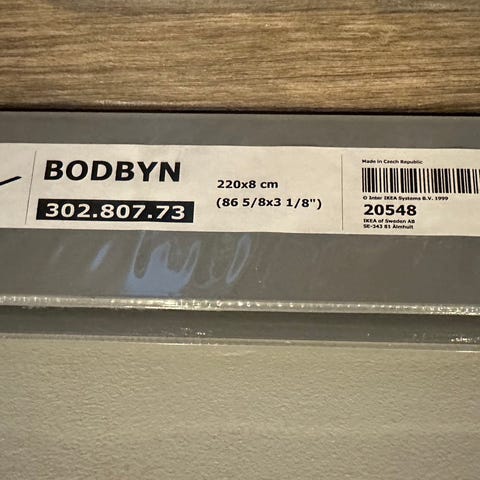 BODBYN
302.807.73
220x8 cm
(86 5/8x3 1/8")
Made in Czech Republic
© Inter IKEA Systems B.V. 1999
20548
IKEA of Sweden AB
SE-343 81 Älmhult